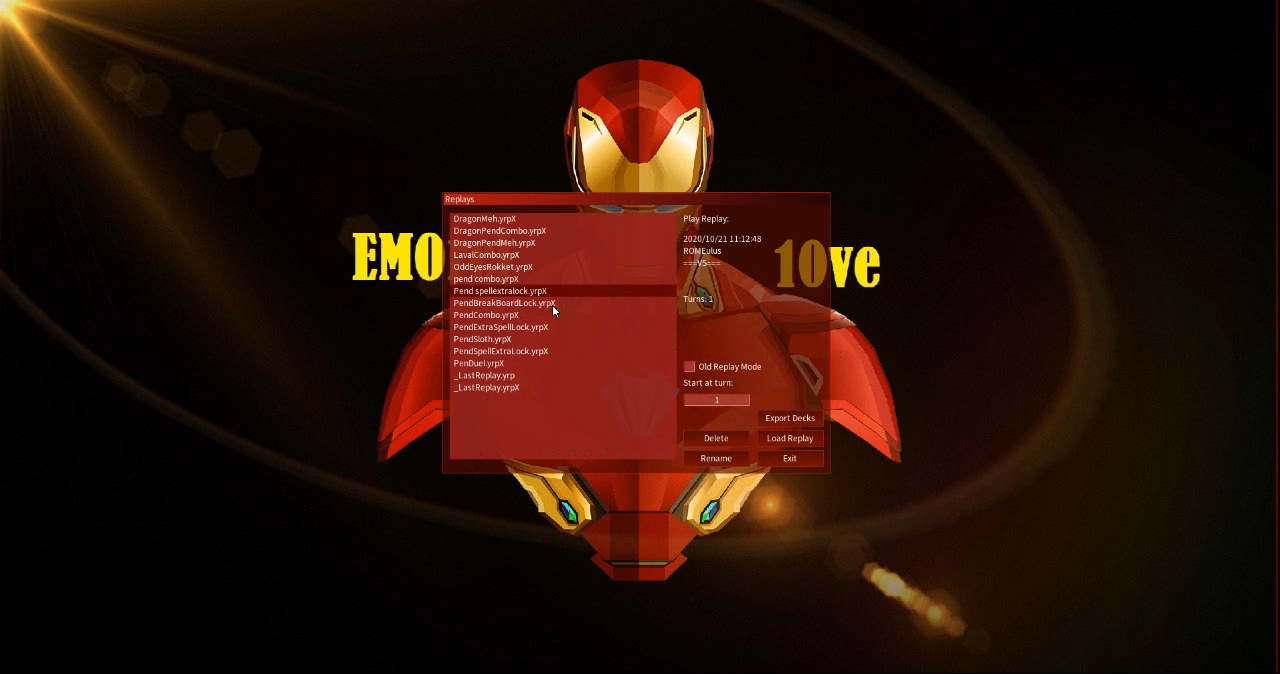 Replays
DragonMeh.yrpX
DragonPendCombo.yrpX
DragonPendMeh.yrpX
LavalCombo.yrpX
OddEyesRokket.yrpX
pend combo.yrpX
Pend spellextralock.yrpX
PendBreakBoardLock.yrpX
PendCombo.yrpX
PendExtraSpellLock.yrpX
PendSloth.yrpX
PendSpellExtraLock.yrpX
PenDuel.yrpX
_LastReplay.yrp
_LastReplay.yrpX
Play Replay:
2020/10/21 11:12:48
ROMEulus
===VS===
Turns: 1
Old Replay Mode
Start at turn:
1
Export Decks
Delete
Load Replay
Rename
Exit
EMO
10ve